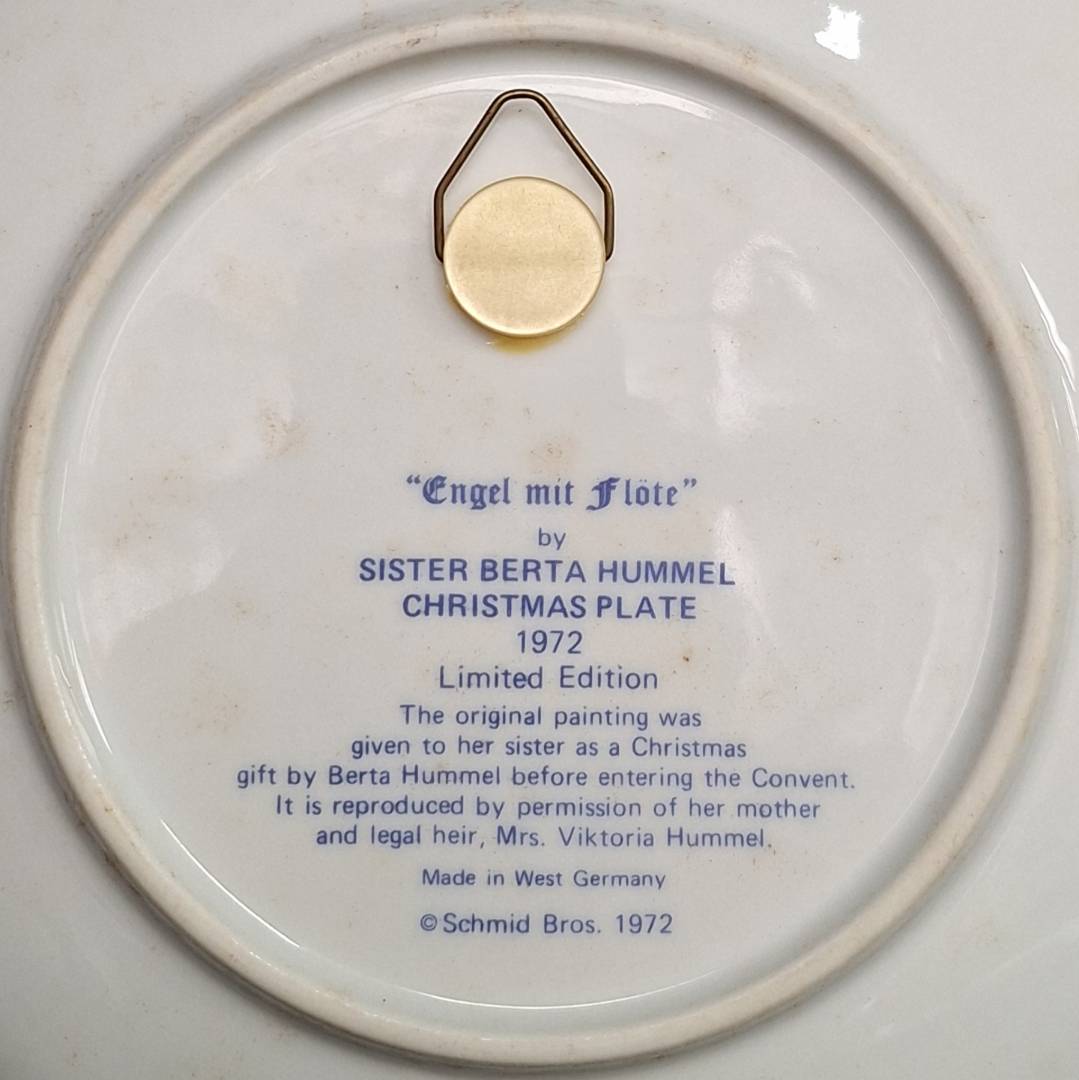 “Engel mit Flöte”
by
SISTER BERTA HUMMEL
CHRISTMAS PLATE
1972
Limited Edition
The original painting was
given to her sister as a Christmas
gift by Berta Hummel before entering the Convent.
It is reproduced by permission of her mother
and legal heir, Mrs. Viktoria Hummel.
Made in West Germany
©Schmid Bros. 1972